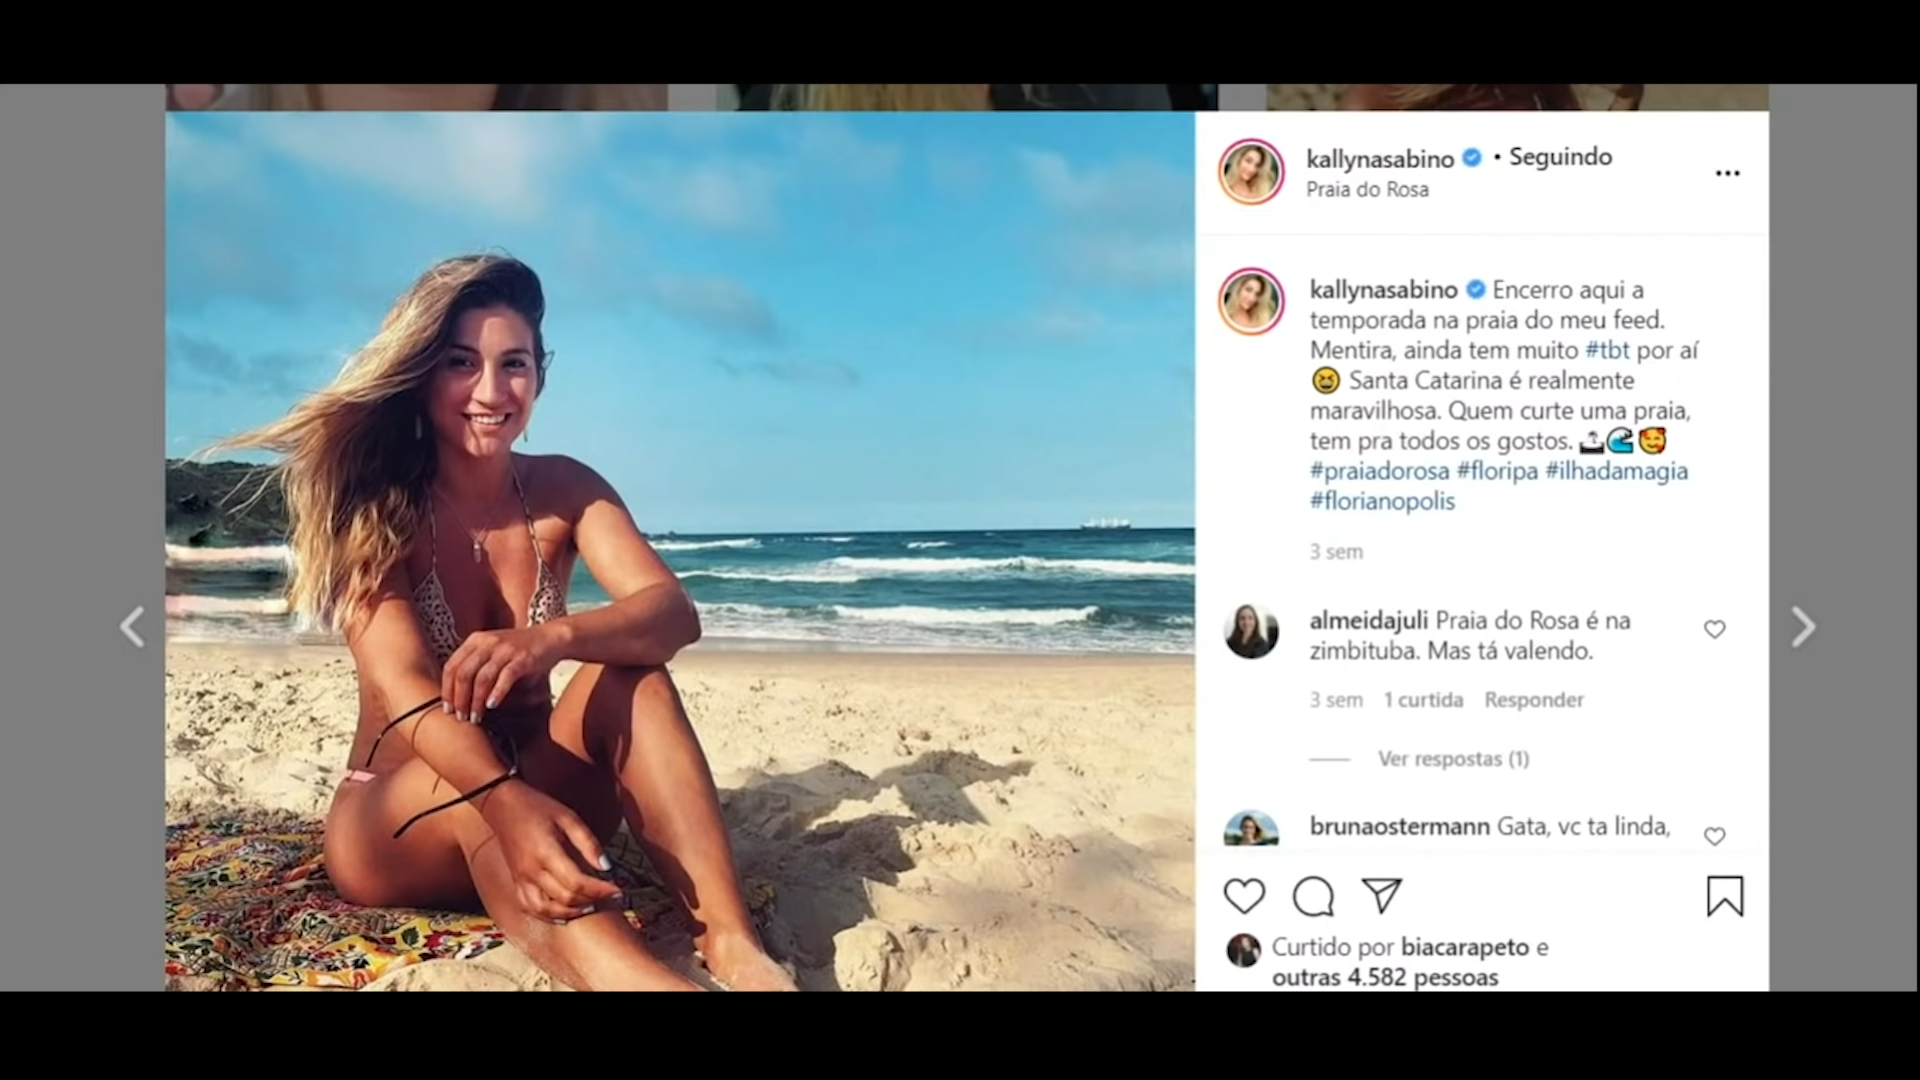 kallynasabino • Seguindo
Praia do Rosa
kallynasabino Encerro aqui a
temporada na praia do meu feed.
Mentira, ainda tem muito #tbt por aí
😆 Santa Catarina é realmente
maravilhosa. Quem curte uma praia,
tem pra todos os gostos. 🏝️🌊🥰
#praiadorosa #floripa #ilhadamagia
#florianopolis
3 sem
almeidajuli Praia do Rosa é na
zimbituba. Mas tá valendo.
3 sem 1 curtida Responder
Ver respostas (1)
brunaostermann Gata, vc ta linda,
Curtido por biacarapeto e
outras 4.582 pessoas